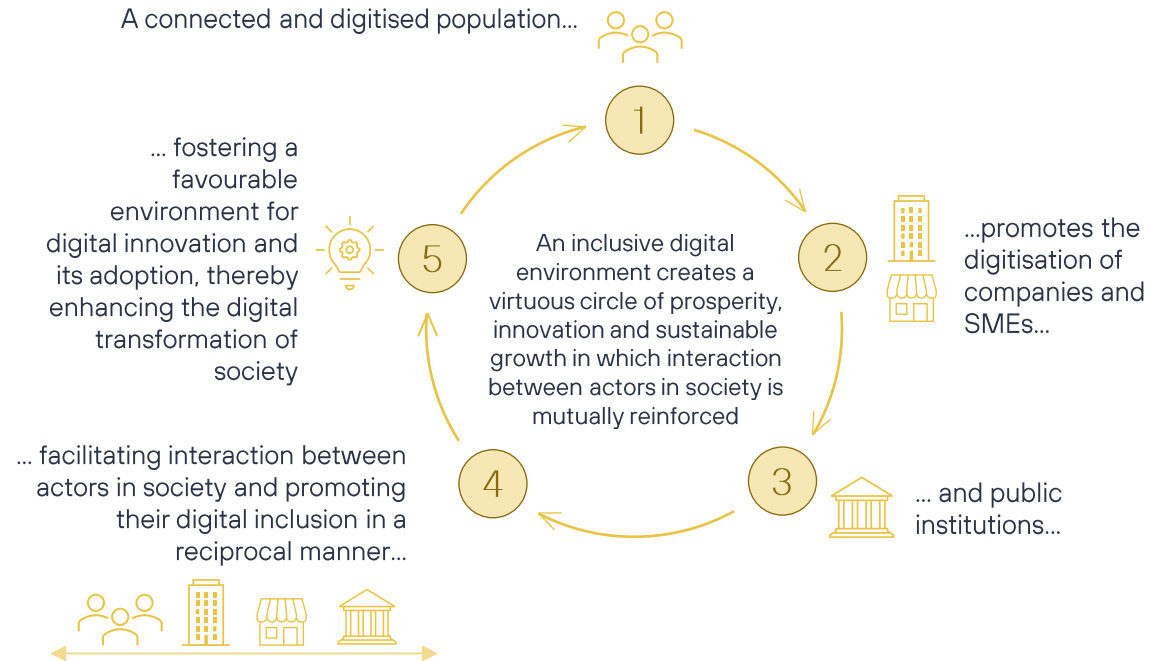 A connected and digitised population...
1
2
...promotes the
digitisation of
companies and
SMEs...
3
... and public
institutions...
4
... facilitating interaction between
actors in society and promoting
their digital inclusion in a
reciprocal manner...
5
... fostering a
favourable
environment for
digital innovation and
its adoption, thereby
enhancing the digital
transformation of
society
An inclusive digital
environment creates a
virtuous circle of prosperity,
innovation and sustainable
growth in which interaction
between actors in society is
mutually reinforced